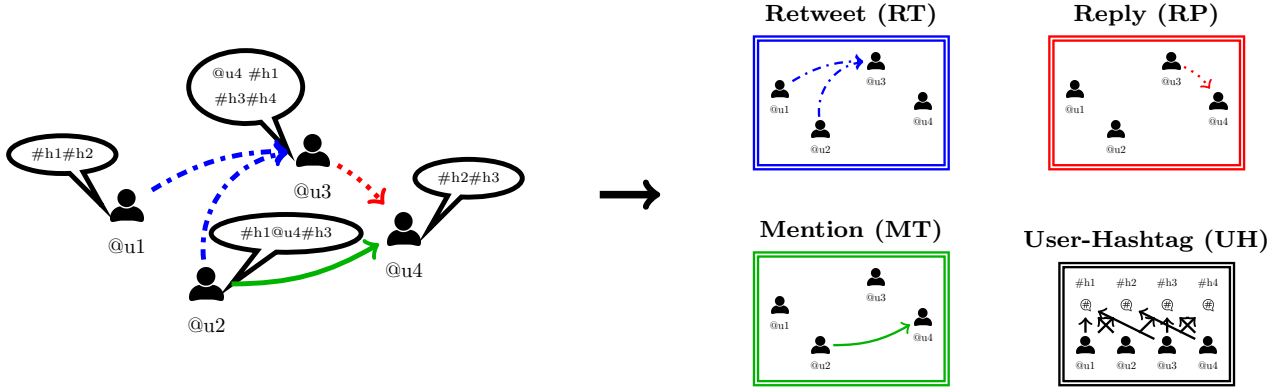 @u4 #h1
#h3#h4
#h1#h2
@u3
#h2#h3
@u1
#h1@u4#h3
@u4
@u2
Retweet (RT)
@u3
@u1
@u4
@u2
Reply (RP)
@u3
@u1
@u4
@u2
Mention (MT)
@u3
@u1
@u4
@u2
User-Hashtag (UH)
#h1 #h2 #h3 #h4
# # # #
@u1 @u2 @u3 @u4